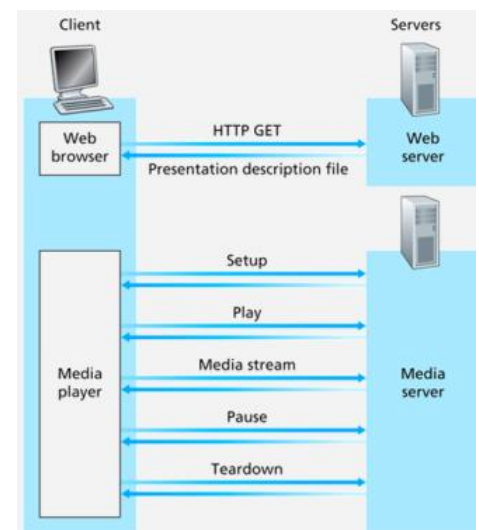 Client
Servers
Web
browser
HTTP GET
Presentation description file
Web
server
Setup
Play
Media stream
Pause
Teardown
Media
player
Media
server